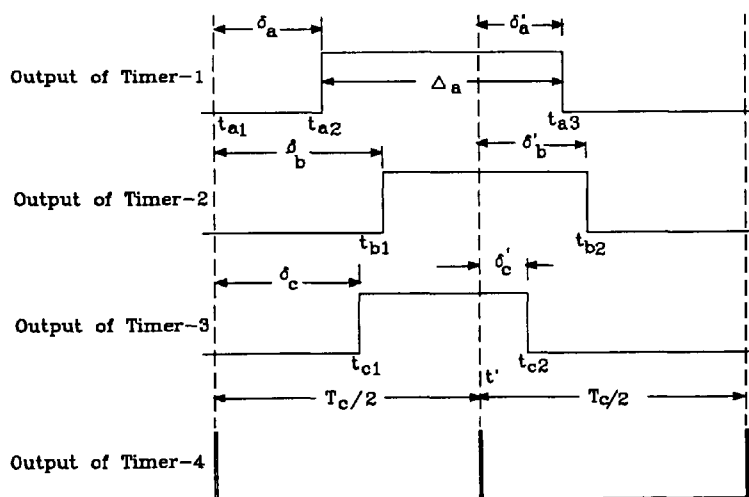 δa δ'a
Output of Timer-1
Δa
ta1 ta2 ta3
δb δ'b
Output of Timer-2
tb1 tb2
δc δ'c
Output of Timer-3
tc1 tc2
t'
Tc/2 Tc/2
Output of Timer-4